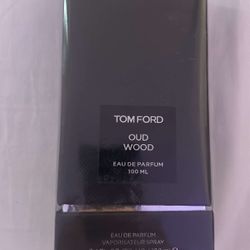 TOM FORD
OUD
WOOD
EAU DE PARFUM
100 ML
EAU DE PARFUM
VAPORISATEUR SPRAY